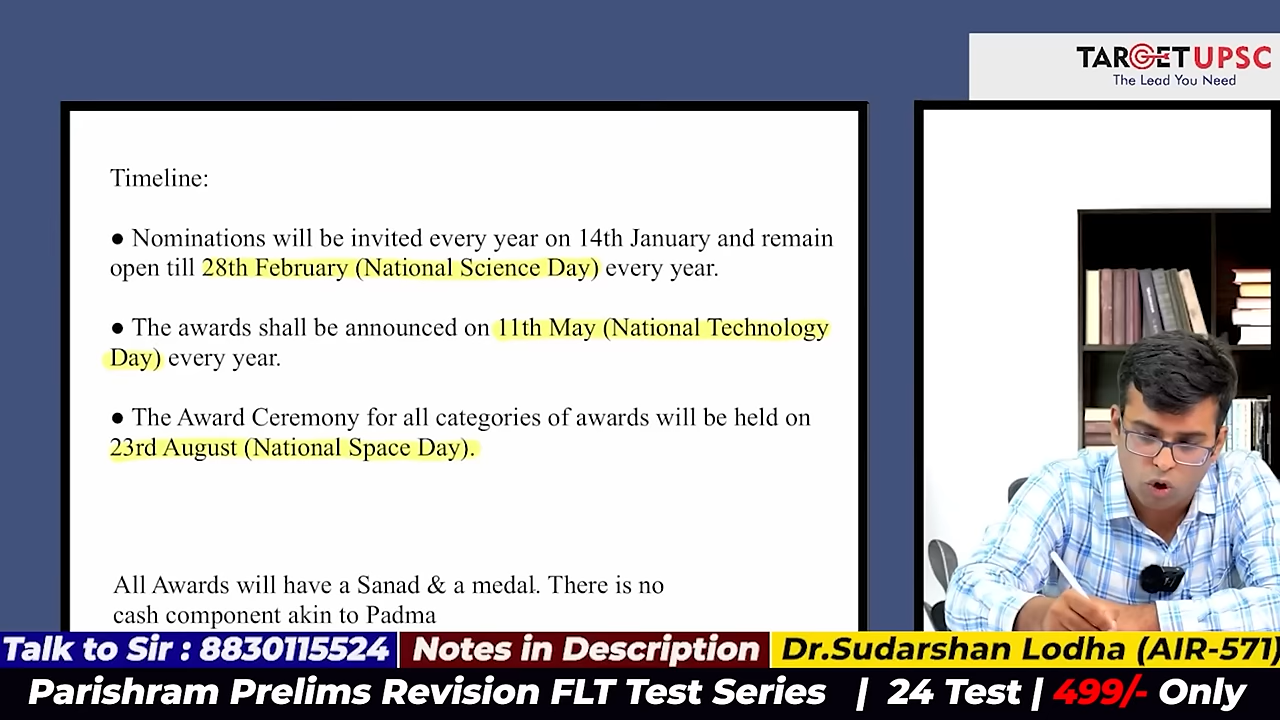 TARGETUPSC
The Lead You Need
Timeline:
● Nominations will be invited every year on 14th January and remain
open till 28th February (National Science Day) every year.
● The awards shall be announced on 11th May (National Technology
Day) every year.
● The Award Ceremony for all categories of awards will be held on
23rd August (National Space Day).
All Awards will have a Sanad & a medal. There is no
cash component akin to Padma
Talk to Sir : 8830115524
Notes in Description
Dr.Sudarshan Lodha (AIR-571)
Parishram Prelims Revision FLT Test Series | 24 Test | 499/- Only